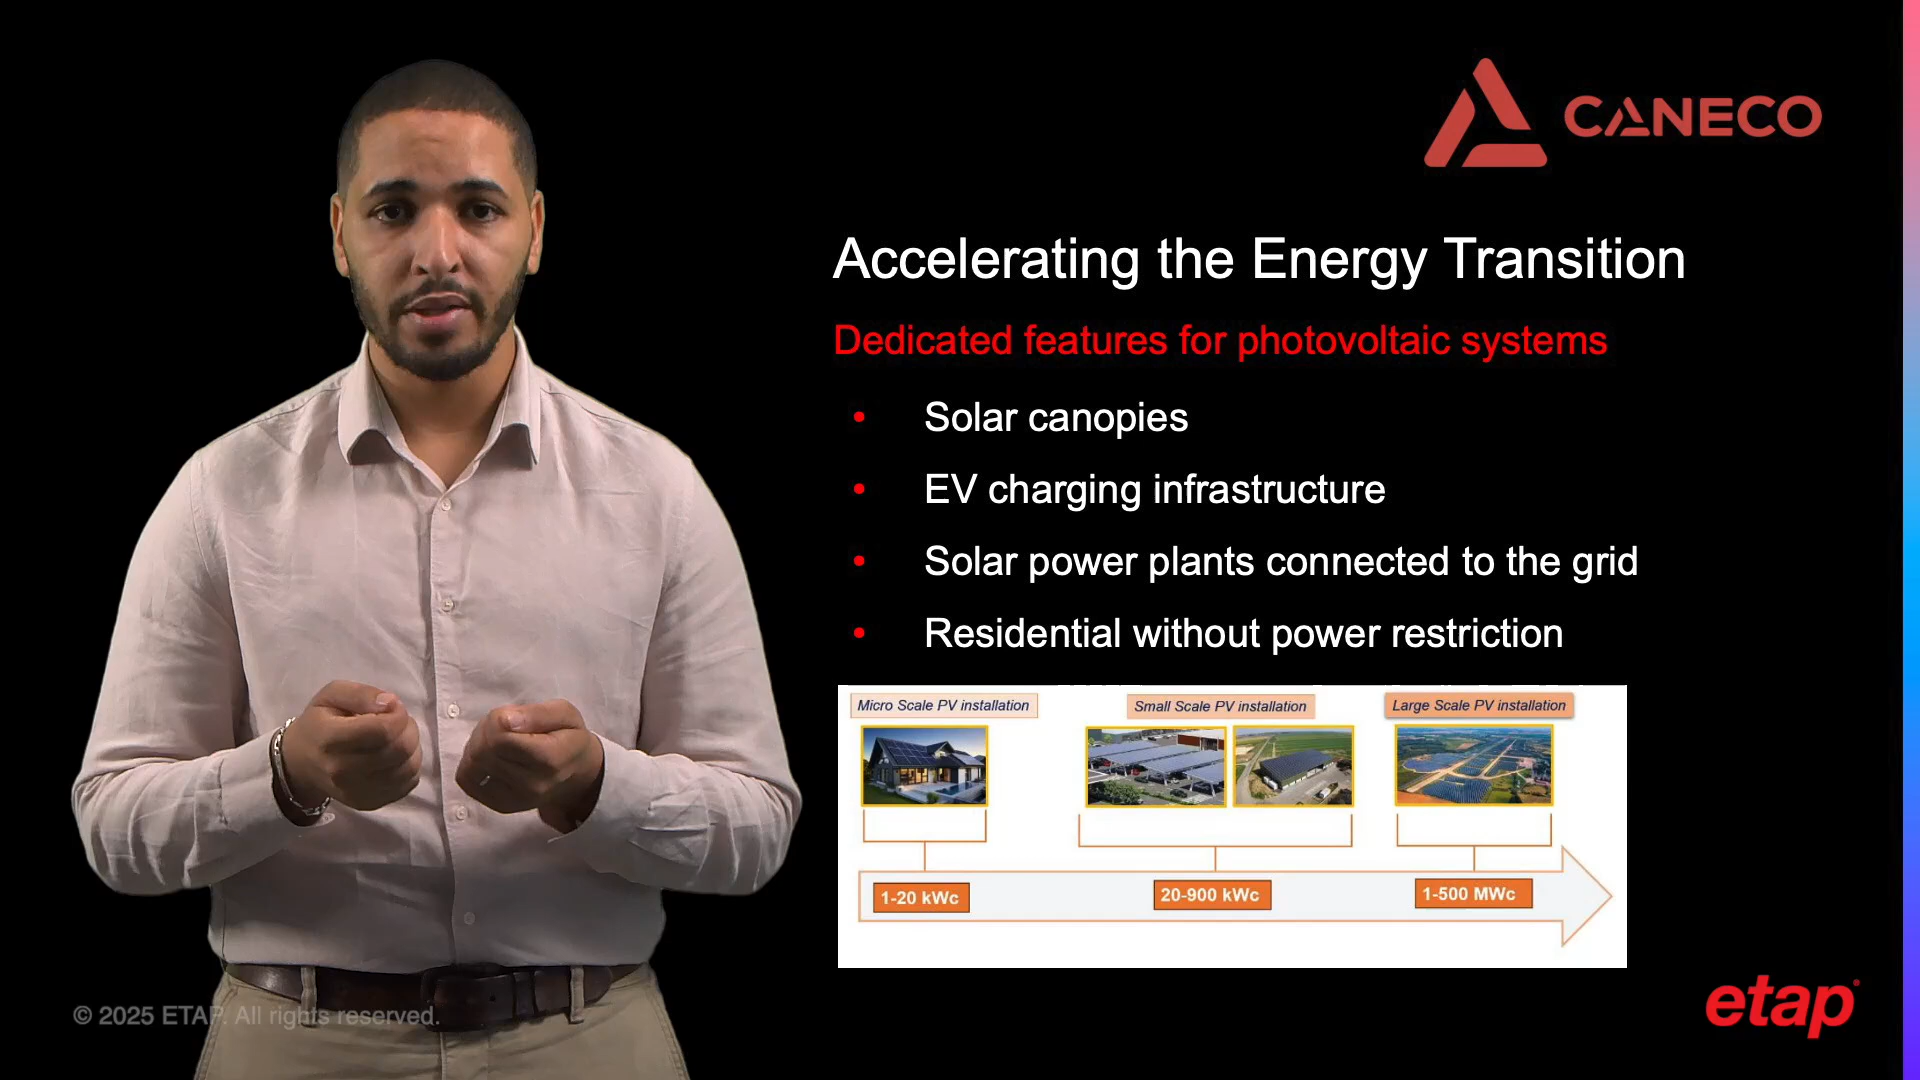 CANECO
Accelerating the Energy Transition
Dedicated features for photovoltaic systems
• Solar canopies
• EV charging infrastructure
• Solar power plants connected to the grid
• Residential without power restriction
Micro Scale PV installation
Small Scale PV installation
Large Scale PV installation
1-20 kWc
20-900 kWc
1-500 MWc
© 2025 ETAP. All rights reserved.
etap